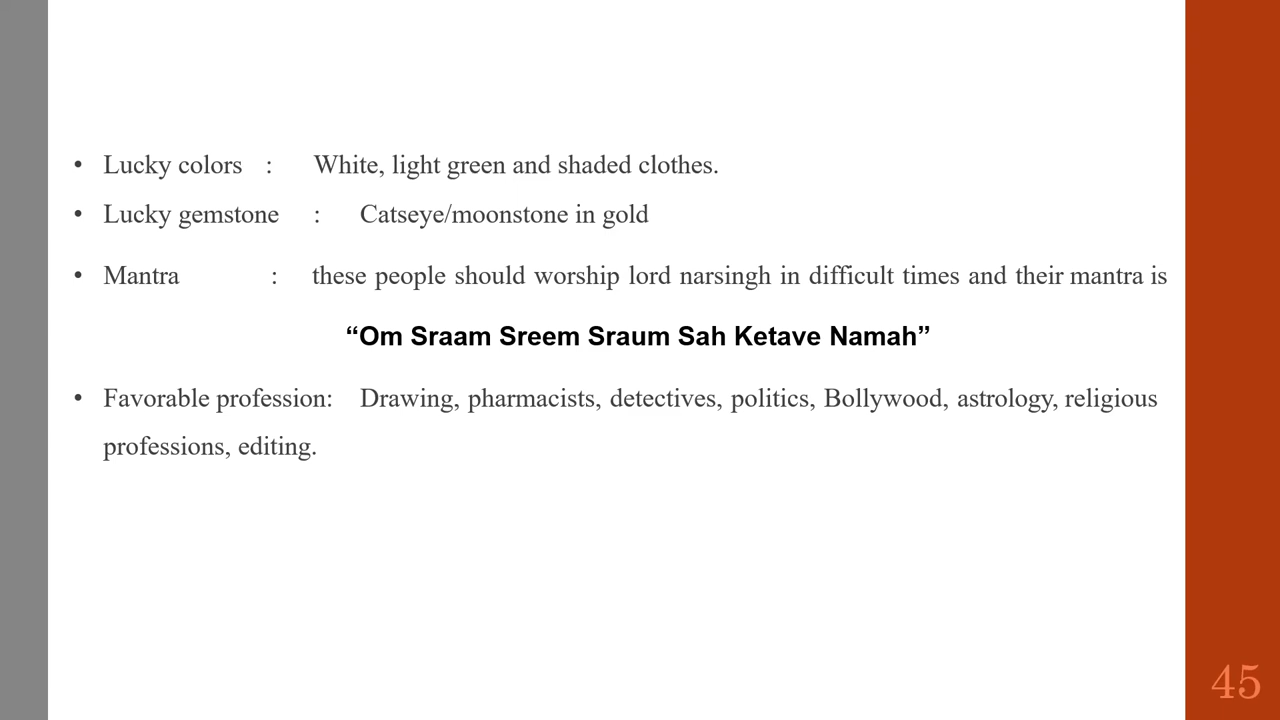 • Lucky colors : White, light green and shaded clothes.
• Lucky gemstone : Catseye/moonstone in gold
• Mantra : these people should worship lord narsingh in difficult times and their mantra is
“Om Sraam Sreem Sraum Sah Ketave Namah”
• Favorable profession: Drawing, pharmacists, detectives, politics, Bollywood, astrology, religious
professions, editing.
45